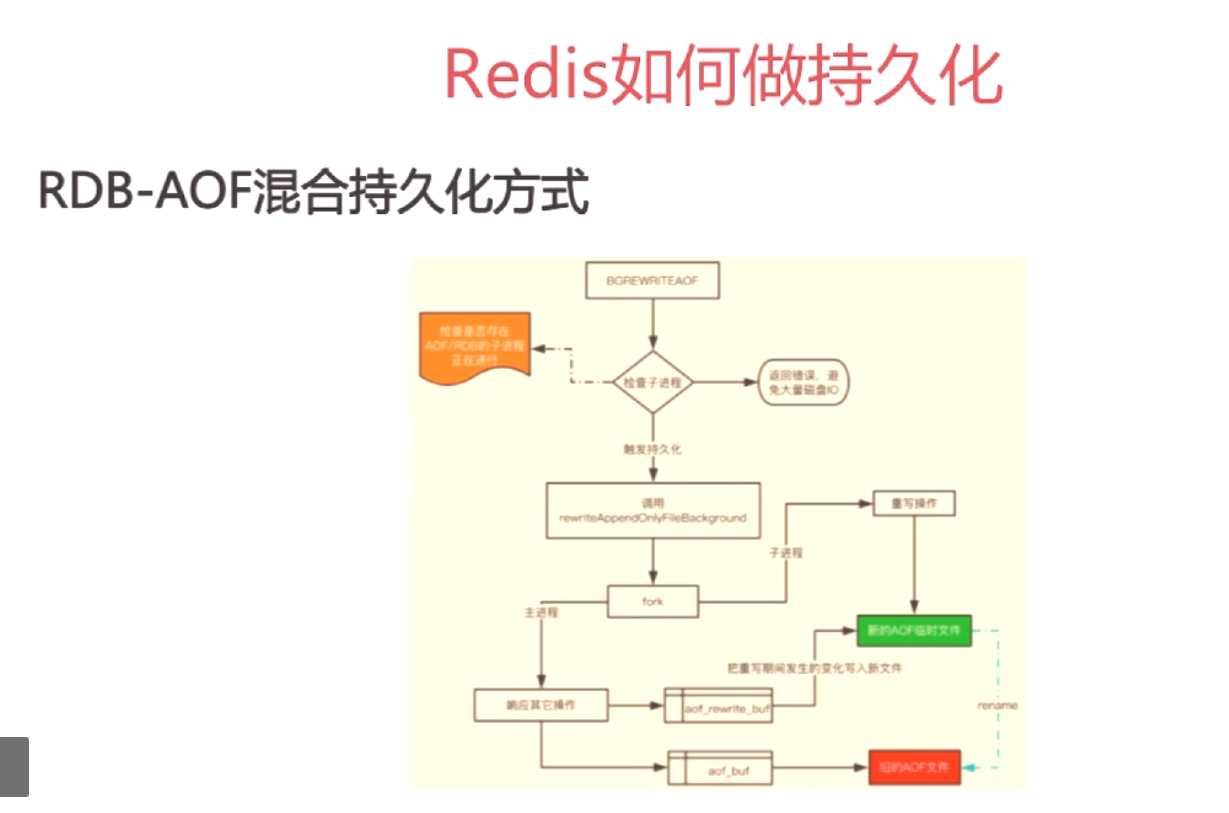 Redis如何做持久化
RDB-AOF混合持久化方式
BGREWRITEAOF
检查是否存在
AOF/RDB的子进程
正在进行
检查子进程
返回错误，避
免大量磁盘IO
触发持久化
调用
rewriteAppendOnlyFileBackground
重写操作
子进程
fork
主进程
新的AOF临时文件
把重写期间发生的变化写入新文件
响应其它操作
aof_rewrite_buf
rename
aof_buf
旧的AOF文件